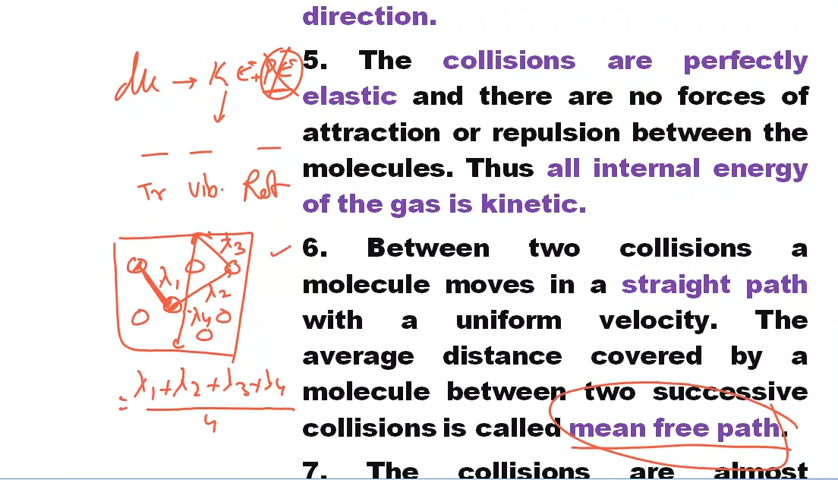 direction.
5. The collisions are perfectly
elastic and there are no forces of
attraction or repulsion between the
molecules. Thus all internal energy
of the gas is kinetic.
6. Between two collisions a
molecule moves in a straight path
with a uniform velocity. The
average distance covered by a
molecule between two successive
collisions is called mean free path.
7. The collisions are almost
du → K E + PE
Tr vib. Rot
λ1
λ2
λ3
λ4
= λ1+λ2+λ3+λ4
4